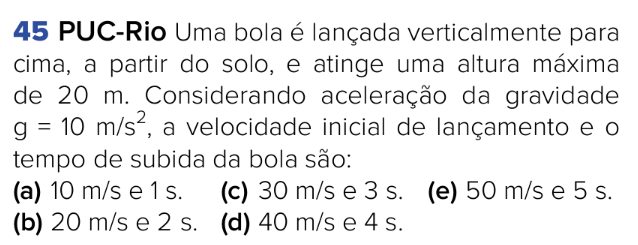 45 PUC-Rio Uma bola é lançada verticalmente para
cima, a partir do solo, e atinge uma altura máxima
de 20 m. Considerando aceleração da gravidade
g = 10 m/s², a velocidade inicial de lançamento e o
tempo de subida da bola são:
(a) 10 m/s e 1 s. (c) 30 m/s e 3 s. (e) 50 m/s e 5 s.
(b) 20 m/s e 2 s. (d) 40 m/s e 4 s.